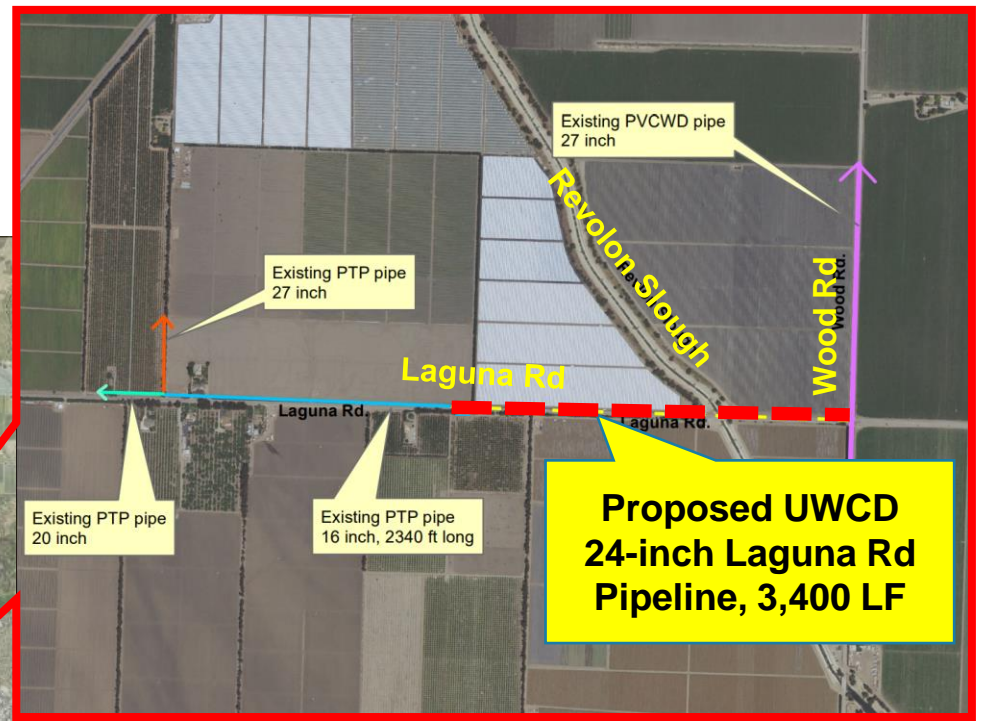 Existing PVCWD pipe
27 inch
Revolon Slough
Revolon Slough
Wood Rd
Wood Rd.
Existing PTP pipe
27 inch
Laguna Rd
Laguna Rd.
Laguna Rd.
Existing PTP pipe
20 inch
Existing PTP pipe
16 inch, 2340 ft long
Proposed UWCD
24-inch Laguna Rd
Pipeline, 3,400 LF